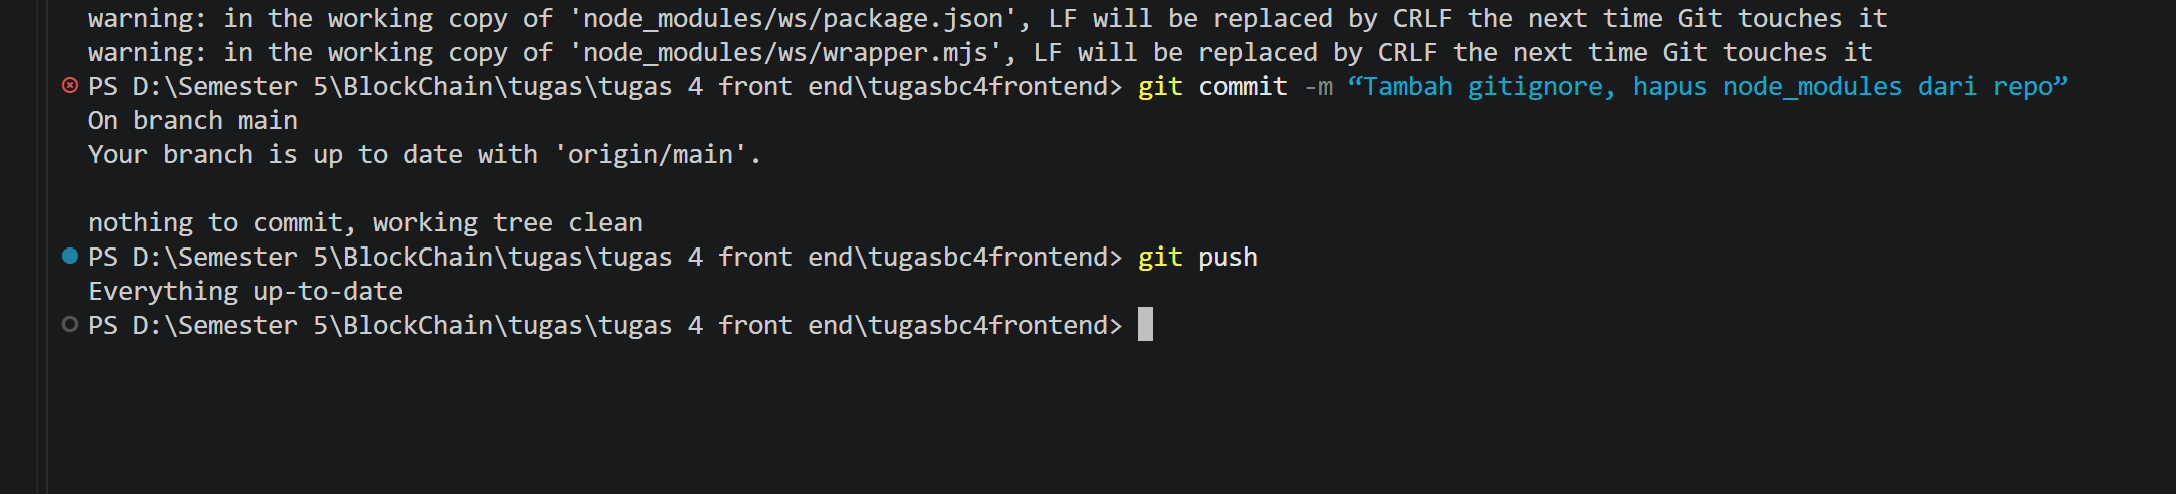 warning: in the working copy of 'node_modules/ws/package.json', LF will be replaced by CRLF the next time Git touches it
warning: in the working copy of 'node_modules/ws/wrapper.mjs', LF will be replaced by CRLF the next time Git touches it
PS D:\Semester 5\BlockChain\tugas\tugas 4 front end\tugasbc4frontend> git commit -m “Tambah gitignore, hapus node_modules dari repo”
On branch main
Your branch is up to date with 'origin/main'.
nothing to commit, working tree clean
PS D:\Semester 5\BlockChain\tugas\tugas 4 front end\tugasbc4frontend> git push
Everything up-to-date
PS D:\Semester 5\BlockChain\tugas\tugas 4 front end\tugasbc4frontend>